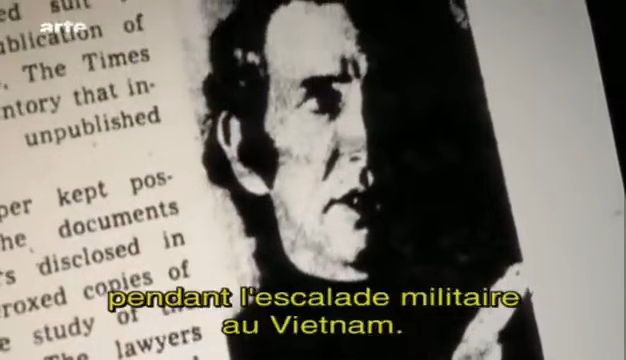 arte
ed suit
ublication of
. The Times
ntory that in-
unpublished
per kept pos-
he documents
s disclosed in
roxed copies of
e study of
The lawyers
pendant l'escalade militaire
au Vietnam.